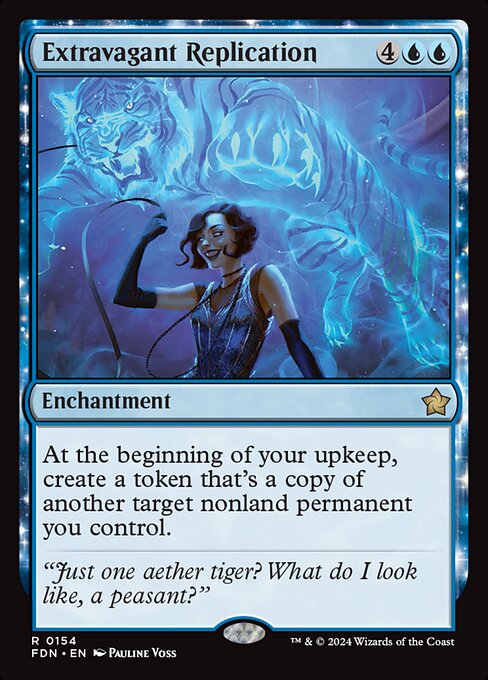 Extravagant Replication 4
Enchantment
At the beginning of your upkeep,
create a token that's a copy of
another target nonland permanent
you control.
“Just one aether tiger? What do I look
like, a peasant?”
R 0154
FDN • EN Pauline Voss
™ & © 2024 Wizards of the Coast